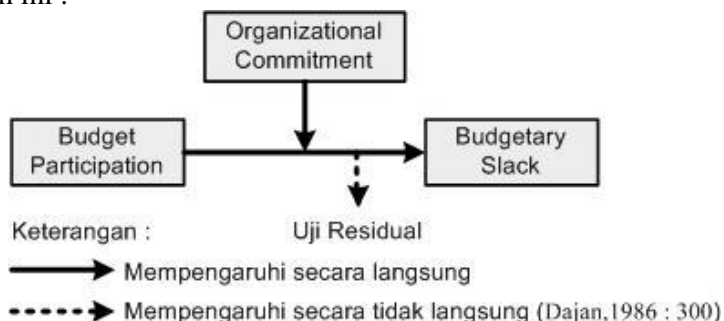 Organizational
Commitment
Budget
Participation
Budgetary
Slack
Keterangan :
Uji Residual
Mempengaruhi secara langsung
Mempengaruhi secara tidak langsung (Dajan,1986 : 300)